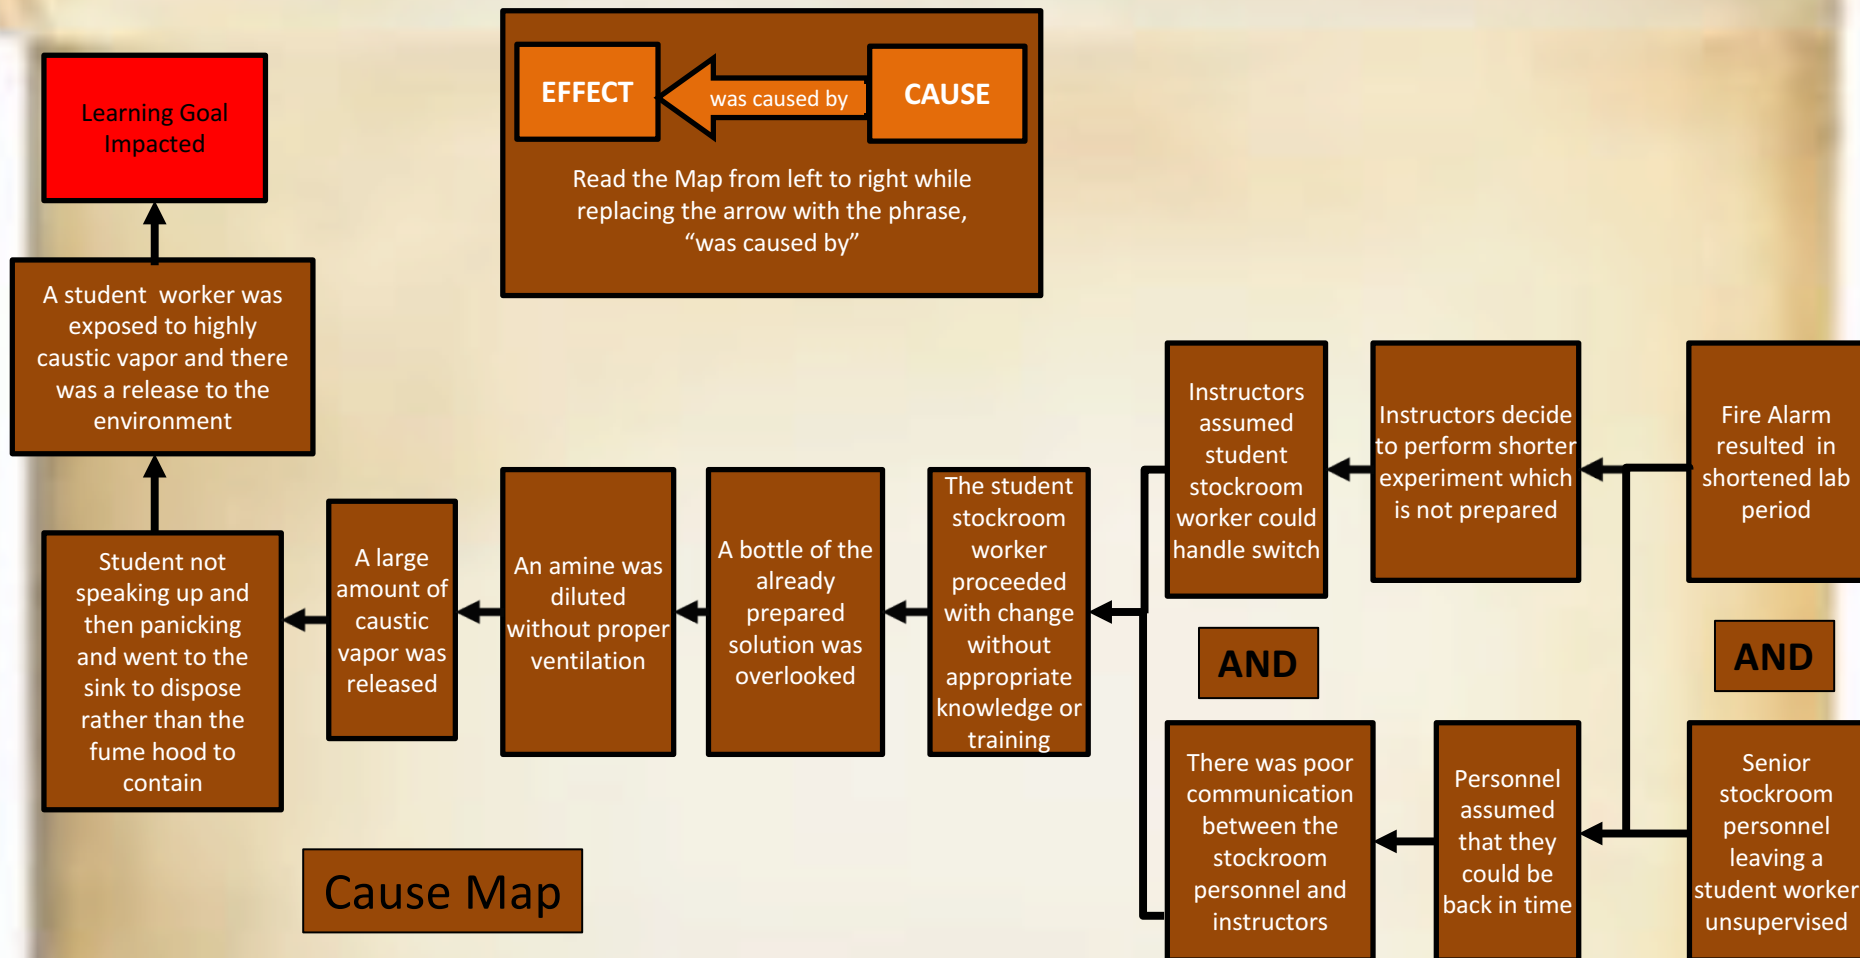 Learning Goal
Impacted
EFFECT
was caused by
CAUSE
Read the Map from left to right while
replacing the arrow with the phrase,
“was caused by”
A student worker was
exposed to highly
caustic vapor and there
was a release to the
environment
Student not
speaking up and
then panicking
and went to the
sink to dispose
rather than the
fume hood to
contain
A large
amount of
caustic
vapor was
released
An amine was
diluted
without proper
ventilation
A bottle of the
already
prepared
solution was
overlooked
The student
stockroom
worker
proceeded
with change
without
appropriate
knowledge or
training
Instructors
assumed
student
stockroom
worker could
handle switch
Instructors decide
to perform shorter
experiment which
is not prepared
Fire Alarm
resulted in
shortened lab
period
AND
AND
There was poor
communication
between the
stockroom
personnel and
instructors
Personnel
assumed
that they
could be
back in time
Senior
stockroom
personnel
leaving a
student worker
unsupervised
Cause Map